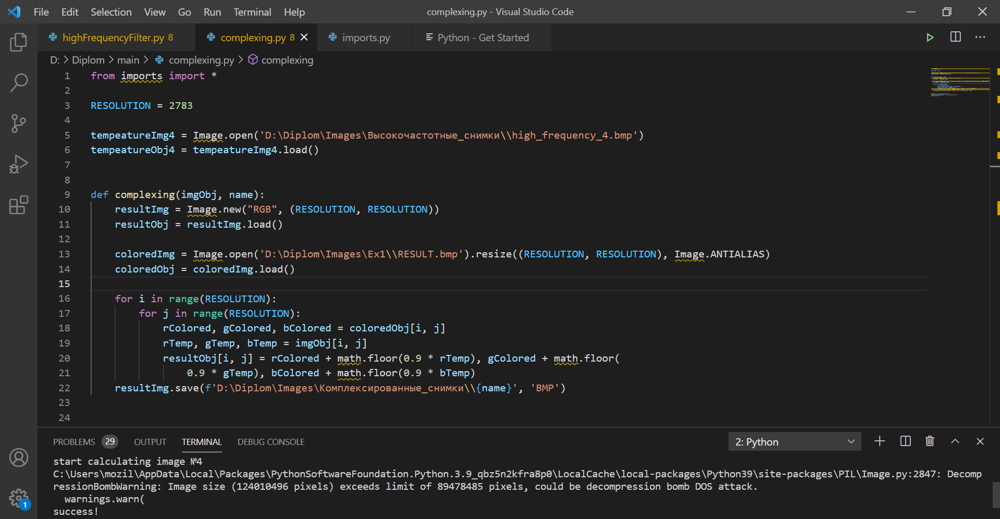 File Edit Selection View Go Run Terminal Help complexing.py - Visual Studio Code
highFrequencyFilter.py 8 complexing.py 8 imports.py Python - Get Started
D: > Diplom > main > complexing.py > complexing
1 from imports import *
2
3 RESOLUTION = 2783
4
5 tempeatureImg4 = Image.open('D:\Diplom\Images\Высокочастотные_снимки\\high_frequency_4.bmp')
6 tempeatureObj4 = tempeatureImg4.load()
7
8
9 def complexing(imgObj, name):
10 resultImg = Image.new("RGB", (RESOLUTION, RESOLUTION))
11 resultObj = resultImg.load()
12
13 coloredImg = Image.open('D:\Diplom\Images\Ex1\\RESULT.bmp').resize((RESOLUTION, RESOLUTION), Image.ANTIALIAS)
14 coloredObj = coloredImg.load()
15
16 for i in range(RESOLUTION):
17 for j in range(RESOLUTION):
18 rColored, gColored, bColored = coloredObj[i, j]
19 rTemp, gTemp, bTemp = imgObj[i, j]
20 resultObj[i, j] = rColored + math.floor(0.9 * rTemp), gColored + math.floor(
21 0.9 * gTemp), bColored + math.floor(0.9 * bTemp)
22 resultImg.save(f'D:\Diplom\Images\Комплексированные_снимки\\{name}', 'BMP')
23
24
PROBLEMS 29 OUTPUT TERMINAL DEBUG CONSOLE 2: Python
start calculating image №4
C:\Users\mozil\AppData\Local\Packages\PythonSoftwareFoundation.Python.3.9_qbz5n2kfra8p0\LocalCache\local-packages\Python39\site-packages\PIL\Image.py:2847: Decomp
ressionBombWarning: Image size (124010496 pixels) exceeds limit of 89478485 pixels, could be decompression bomb DOS attack.
warnings.warn(
success!
1